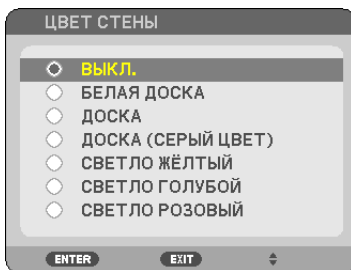 ЦВЕТ СТЕНЫ
ВЫКЛ.
БЕЛАЯ ДОСКА
ДОСКА
ДОСКА (СЕРЫЙ ЦВЕТ)
СВЕТЛО ЖЁЛТЫЙ
СВЕТЛО ГОЛУБОЙ
СВЕТЛО РОЗОВЫЙ
ENTER EXIT